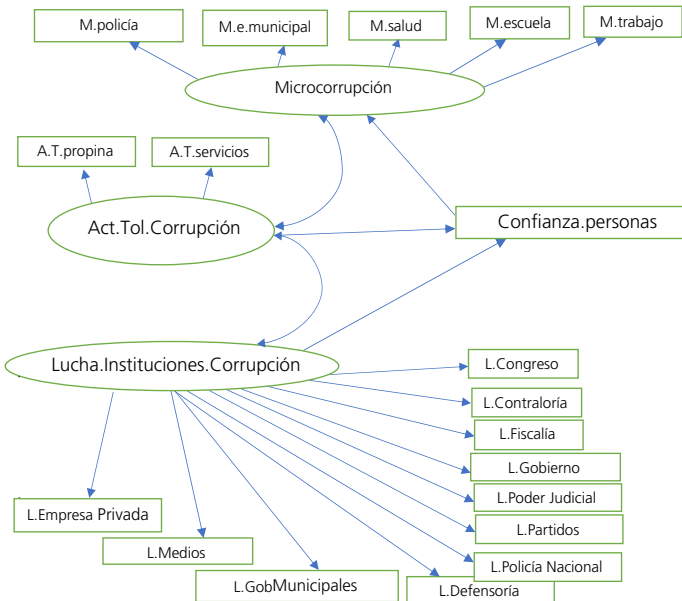 M.policía
M.e.municipal
M.salud
M.escuela
M.trabajo
Microcorrupción
A.T.propina
A.T.servicios
Act.Tol.Corrupción
Confianza.personas
Lucha.Instituciones.Corrupción
L.Congreso
L.Contraloría
L.Fiscalía
L.Gobierno
L.Poder Judicial
L.Empresa Privada
L.Partidos
L.Medios
L.Policía Nacional
L.GobMunicipales
L.Defensoría